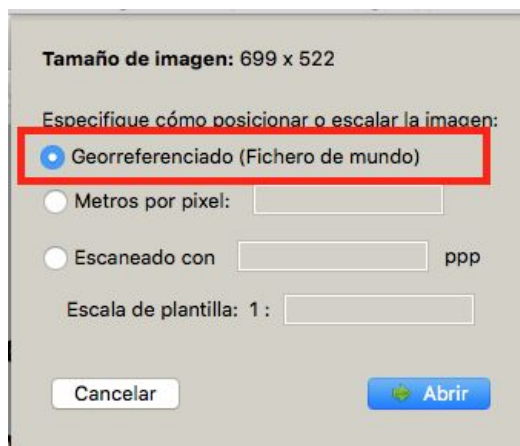 Tamaño de imagen: 699 x 522
Especifique cómo posicionar o escalar la imagen:
Georreferenciado (Fichero de mundo)
Metros por pixel:
Escaneado con ppp
Escala de plantilla: 1 :
Cancelar Abrir